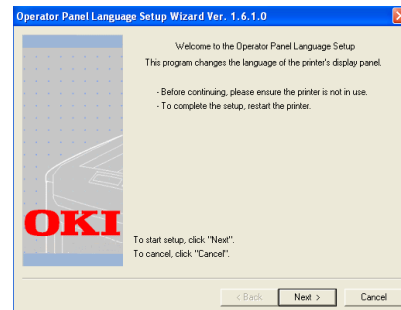 Operator Panel Language Setup Wizard Ver. 1.6.1.0
Welcome to the Operator Panel Language Setup
This program changes the language of the printer's display panel.
- Before continuing, please ensure the printer is not in use.
- To complete the setup, restart the printer.
OKI
To start setup, click "Next".
To cancel, click "Cancel".
< Back
Next >
Cancel